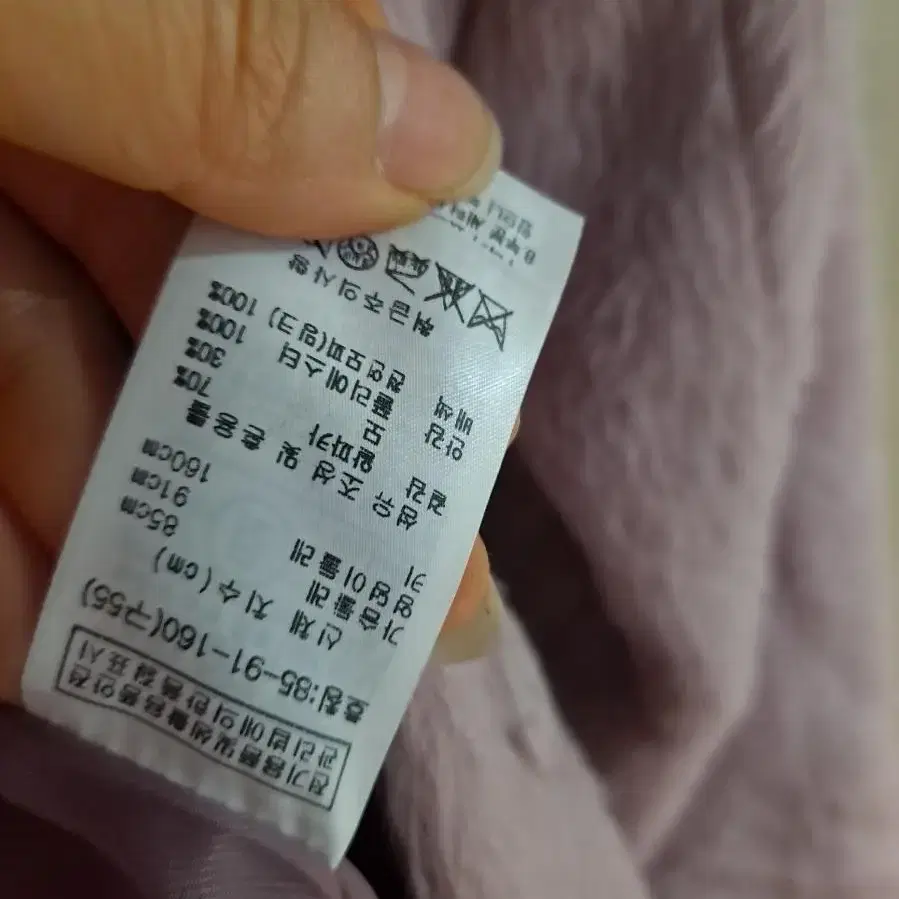 전기용품및생활용품안전
관리법에의한품질표시
호칭:85-91-160(구55)
신체 치수(cm)
가슴둘레 85cm
엉덩이둘레 91cm
키 160cm
섬유 조성 및 혼용률
겉감 알파카 70%
모 30%
안감 폴리에스터 100%
배색 천연모피(밍크) 100%
취급주의사항